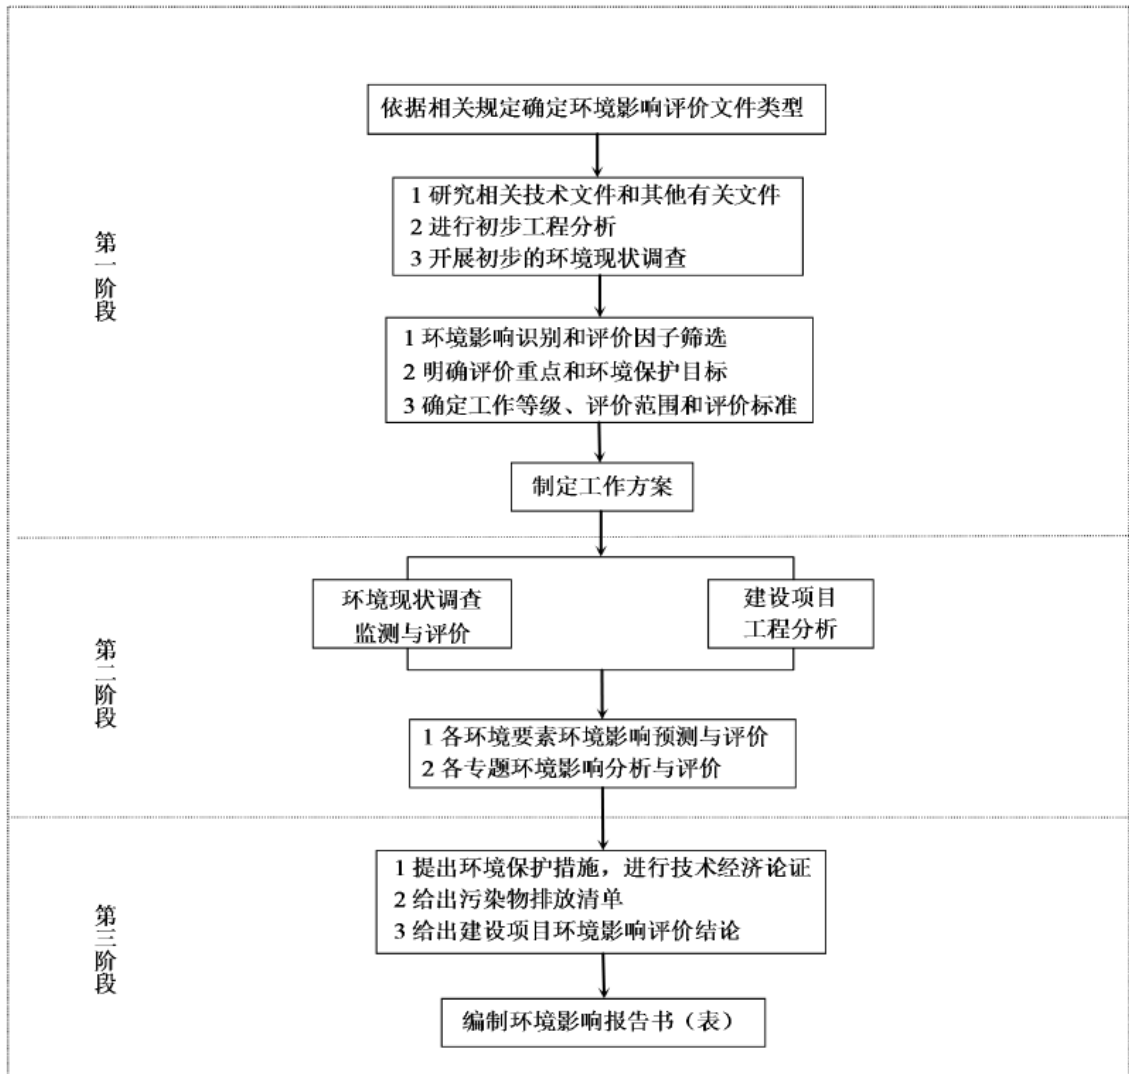 依据相关规定确定环境影响评价文件类型
1 研究相关技术文件和其他有关文件
2 进行初步工程分析
3 开展初步的环境现状调查
第一阶段
1 环境影响识别和评价因子筛选
2 明确评价重点和环境保护目标
3 确定工作等级、评价范围和评价标准
制定工作方案
环境现状调查
监测与评价
建设项目
工程分析
第二阶段
1 各环境要素环境影响预测与评价
2 各专题环境影响分析与评价
1 提出环境保护措施，进行技术经济论证
2 给出污染物排放清单
3 给出建设项目环境影响评价结论
第三阶段
编制环境影响报告书（表）